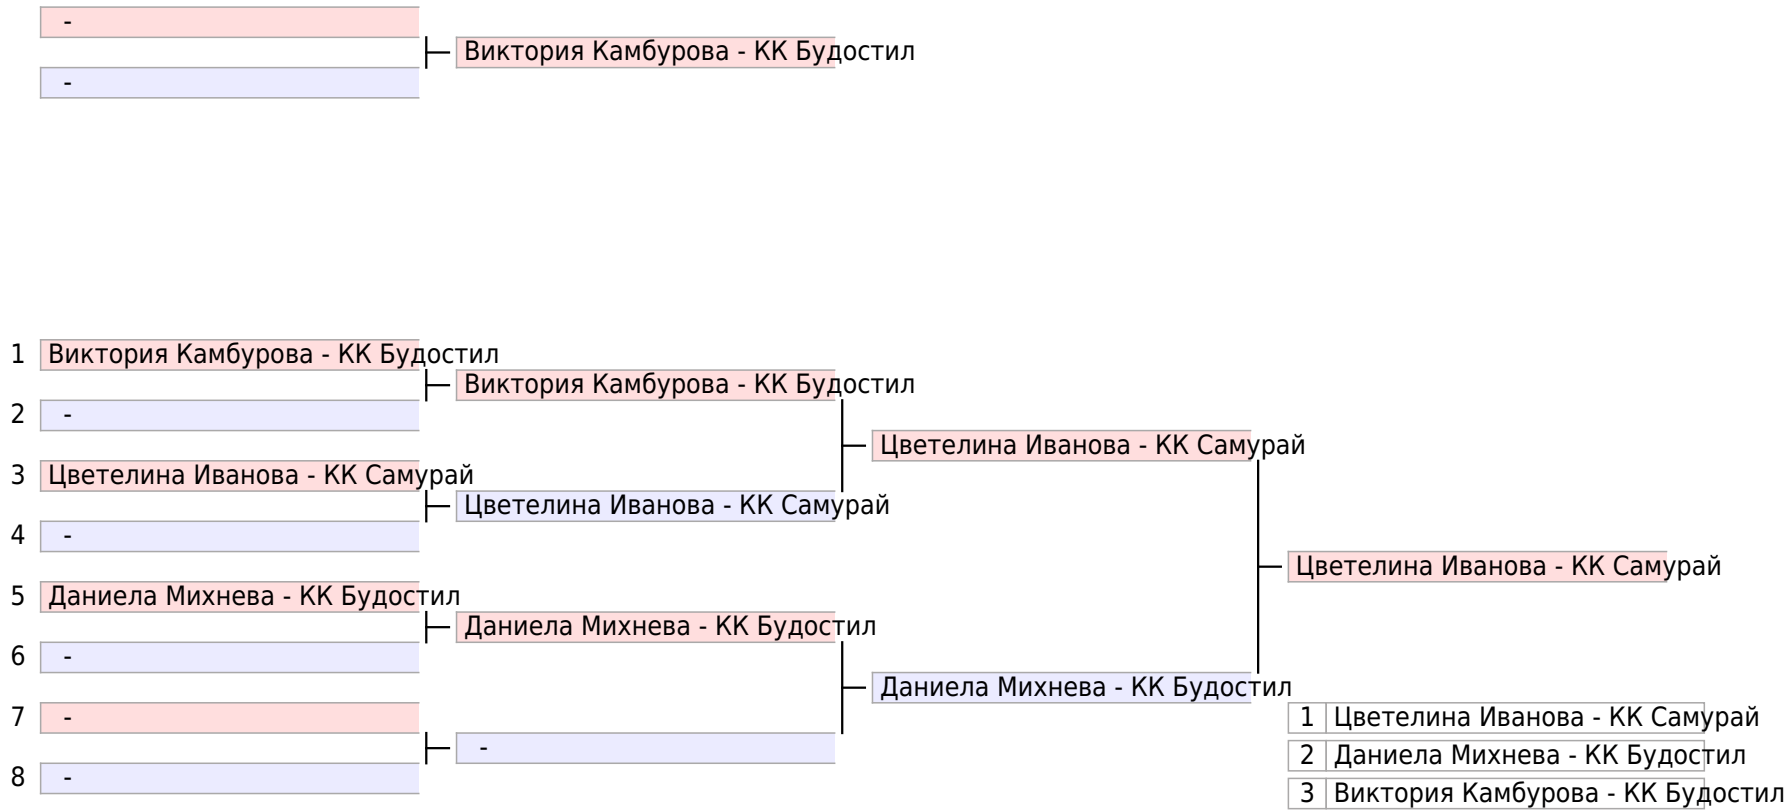 -
Виктория Камбурова - КК Будостил
-
1 Виктория Камбурова - КК Будостил
Виктория Камбурова - КК Будостил
2 -
Цветелина Иванова - КК Самурай
3 Цветелина Иванова - КК Самурай
Цветелина Иванова - КК Самурай
4 -
Цветелина Иванова - КК Самурай
5 Даниела Михнева - КК Будостил
Даниела Михнева - КК Будостил
6 -
Даниела Михнева - КК Будостил
7 -
-
8 -
1 Цветелина Иванова - КК Самурай
2 Даниела Михнева - КК Будостил
3 Виктория Камбурова - КК Будостил